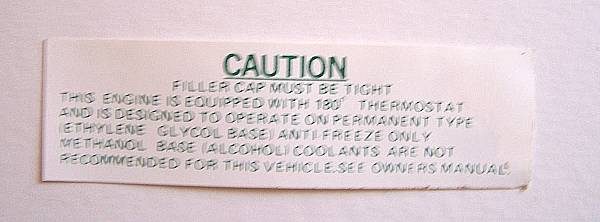 CAUTION
FILLER CAP MUST BE TIGHT
THIS ENGINE IS EQUIPPED WITH 180° THERMOSTAT
AND IS DESIGNED TO OPERATE ON PERMANENT TYPE
(ETHYLENE GLYCOL BASE) ANTI FREEZE ONLY
METHANOL BASE (ALCOHOL) COOLANTS ARE NOT
RECOMMENDED FOR THIS VEHICLE.SEE OWNERS MANUAL.